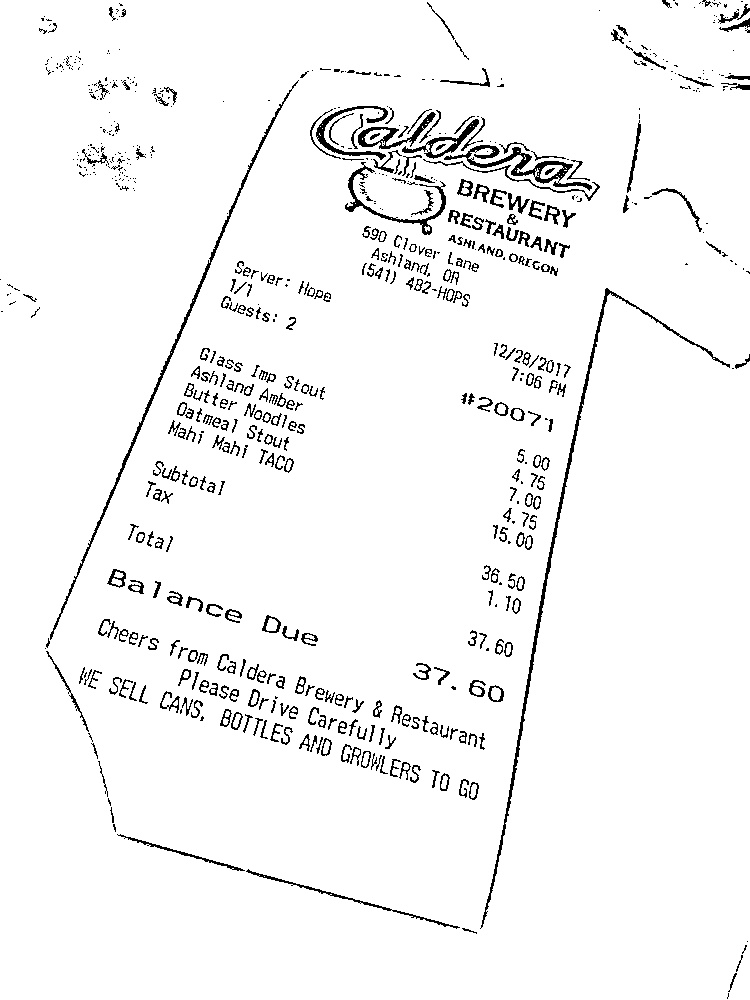 Caldera
BREWERY
&
RESTAURANT
ASHLAND, OREGON
590 Clover Lane
Ashland, OR
(541) 482-HOPS
Server: Hope 12/28/2017
1/1 7:06 PM
Guests: 2 #20071
Glass Imp Stout 5.00
Ashland Amber 4.75
Butter Noodles 7.00
Oatmeal Stout 4.75
Mahi Mahi TACO 15.00
Subtotal 36.50
Tax 1.10
Total 37.60
Balance Due 37.60
Cheers from Caldera Brewery & Restaurant
Please Drive Carefully
WE SELL CANS, BOTTLES AND GROWLERS TO GO